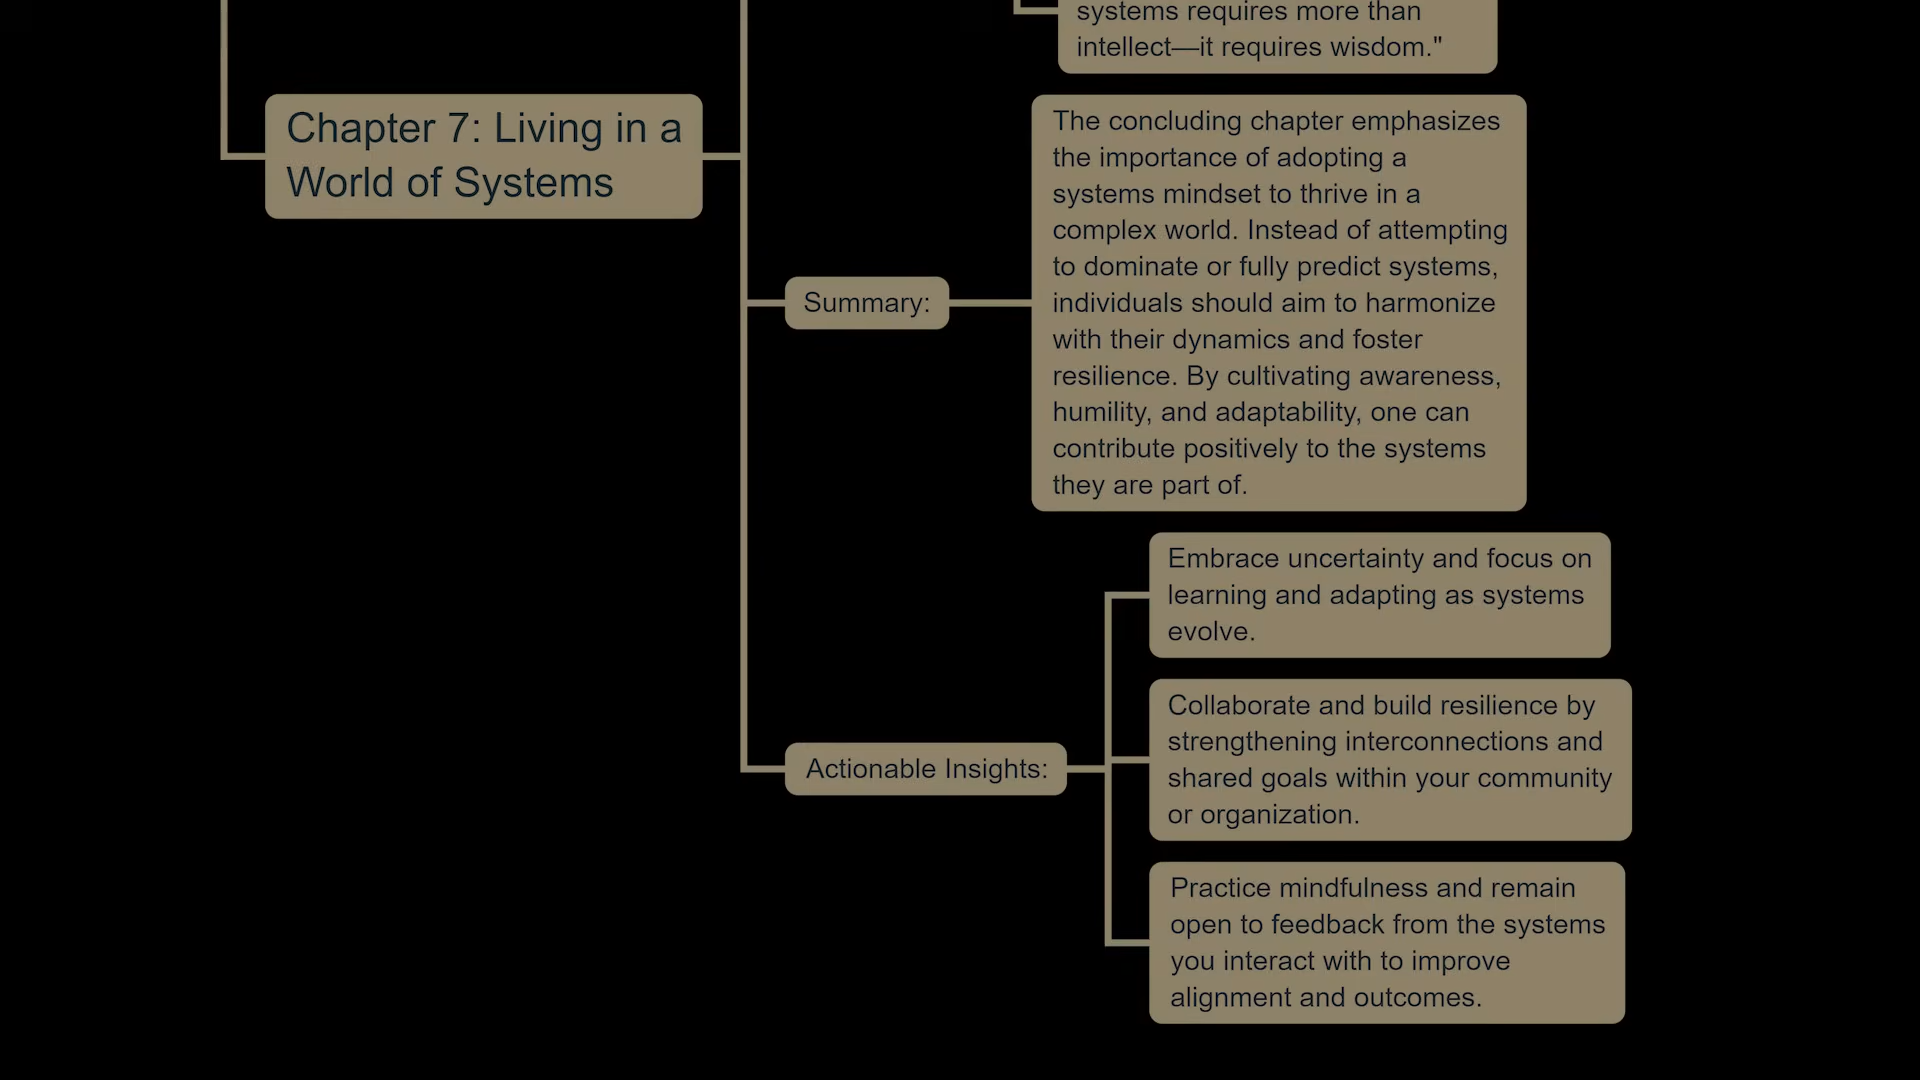 systems requires more than
intellect—it requires wisdom."
Chapter 7: Living in a
World of Systems
Summary:
The concluding chapter emphasizes
the importance of adopting a
systems mindset to thrive in a
complex world. Instead of attempting
to dominate or fully predict systems,
individuals should aim to harmonize
with their dynamics and foster
resilience. By cultivating awareness,
humility, and adaptability, one can
contribute positively to the systems
they are part of.
Actionable Insights:
Embrace uncertainty and focus on
learning and adapting as systems
evolve.
Collaborate and build resilience by
strengthening interconnections and
shared goals within your community
or organization.
Practice mindfulness and remain
open to feedback from the systems
you interact with to improve
alignment and outcomes.